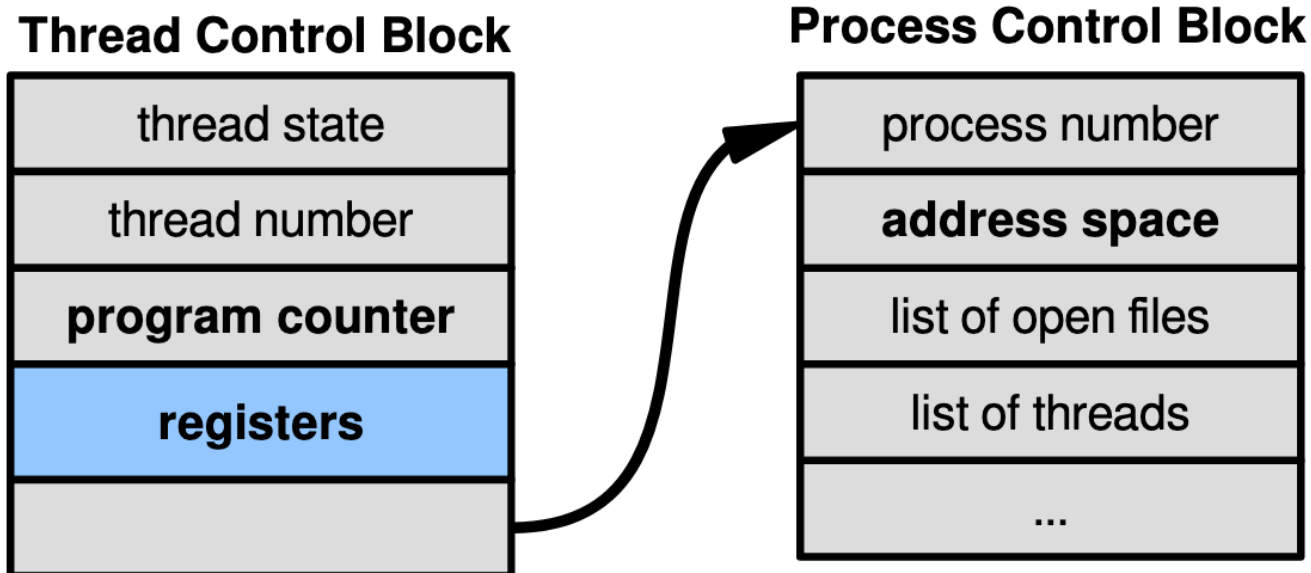 Thread Control Block
thread state
thread number
program counter
registers
Process Control Block
process number
address space
list of open files
list of threads
...